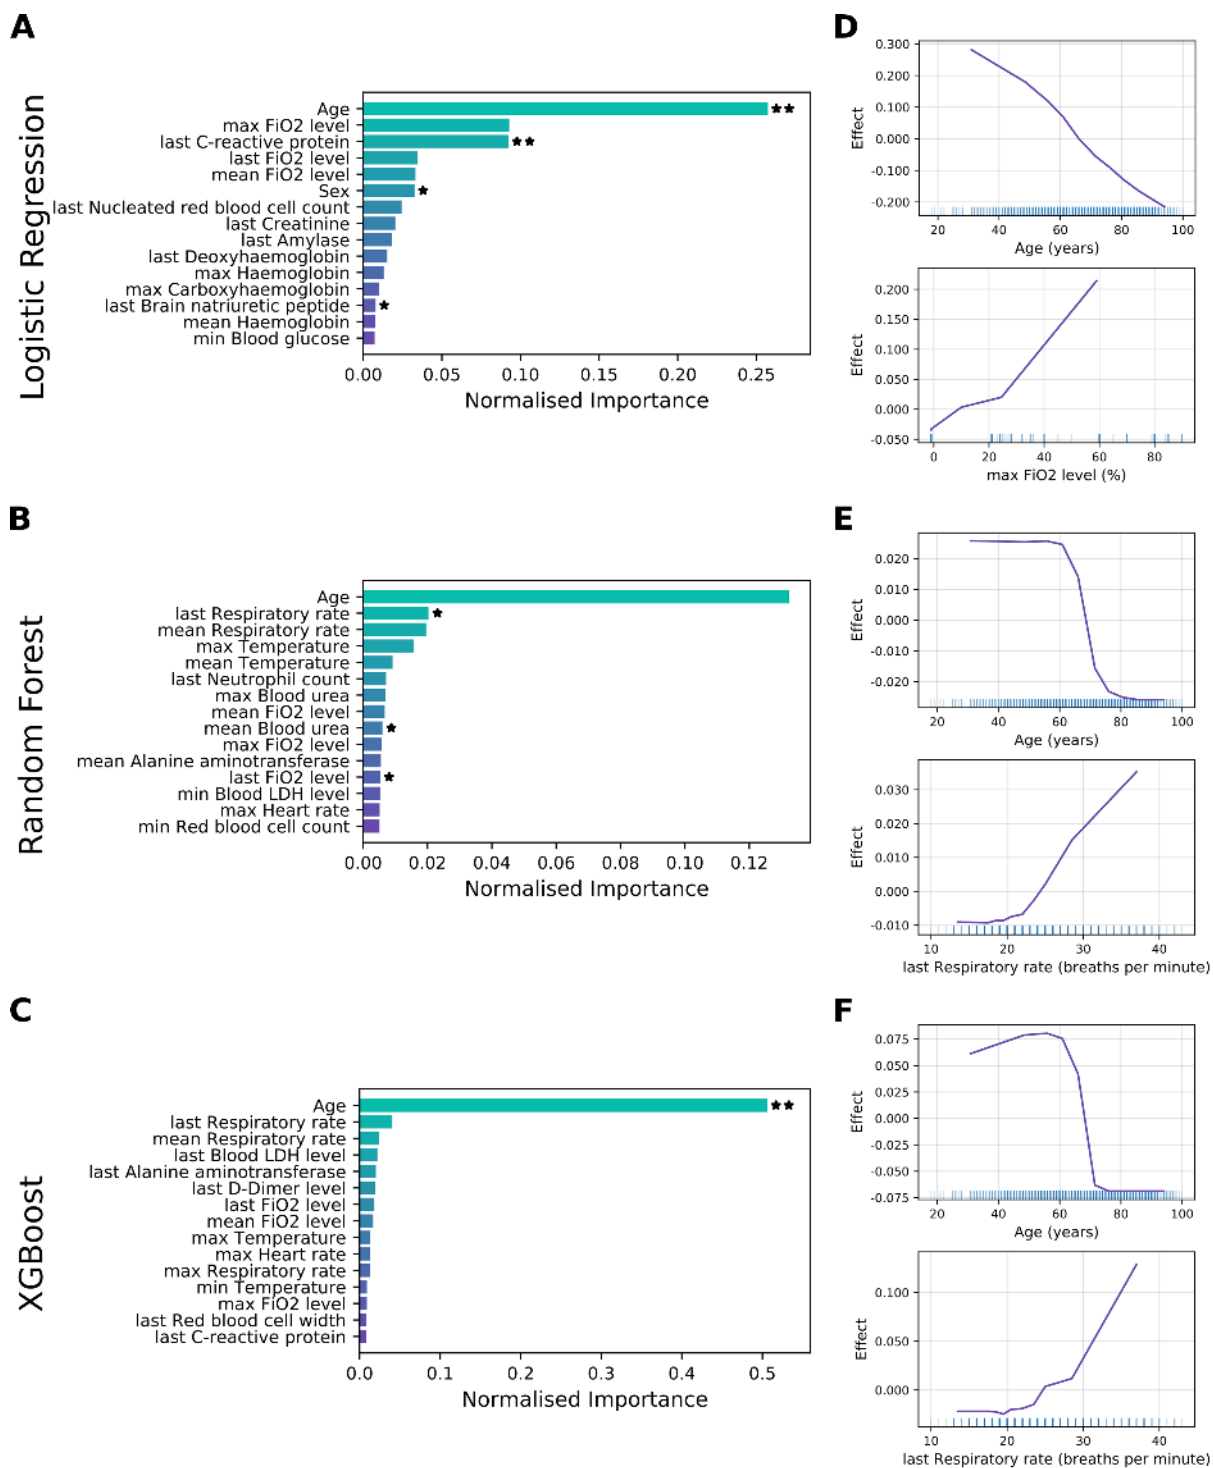 A
Logistic Regression
Age
max FiO2 level
last C-reactive protein
last FiO2 level
mean FiO2 level
Sex
last Nucleated red blood cell count
last Creatinine
last Amylase
last Deoxyhaemoglobin
max Haemoglobin
max Carboxyhaemoglobin
last Brain natriuretic peptide
mean Haemoglobin
min Blood glucose
★★
★★
★
★
0.00 0.05 0.10 0.15 0.20 0.25
Normalised Importance
D
Effect
0.300
0.200
0.100
0.000
-0.100
-0.200
20 40 60 80 100
Age (years)
Effect
0.200
0.150
0.100
0.050
0.000
-0.050
0 20 40 60 80
max FiO2 level (%)
B
Random Forest
Age
last Respiratory rate
mean Respiratory rate
max Temperature
mean Temperature
last Neutrophil count
max Blood urea
mean FiO2 level
mean Blood urea
max FiO2 level
mean Alanine aminotransferase
last FiO2 level
min Blood LDH level
max Heart rate
min Red blood cell count
★
★
★
0.00 0.02 0.04 0.06 0.08 0.10 0.12
Normalised Importance
E
Effect
0.020
0.010
0.000
-0.010
-0.020
20 40 60 80 100
Age (years)
Effect
0.030
0.020
0.010
0.000
-0.010
10 20 30 40
last Respiratory rate (breaths per minute)
C
XGBoost
Age
last Respiratory rate
mean Respiratory rate
last Blood LDH level
last Alanine aminotransferase
last D-Dimer level
last FiO2 level
mean FiO2 level
max Temperature
max Heart rate
max Respiratory rate
min Temperature
max FiO2 level
last Red blood cell width
last C-reactive protein
★★
0.0 0.1 0.2 0.3 0.4 0.5
Normalised Importance
F
Effect
0.075
0.050
0.025
0.000
-0.025
-0.050
-0.075
20 40 60 80 100
Age (years)
Effect
0.100
0.050
0.000
10 20 30 40
last Respiratory rate (breaths per minute)